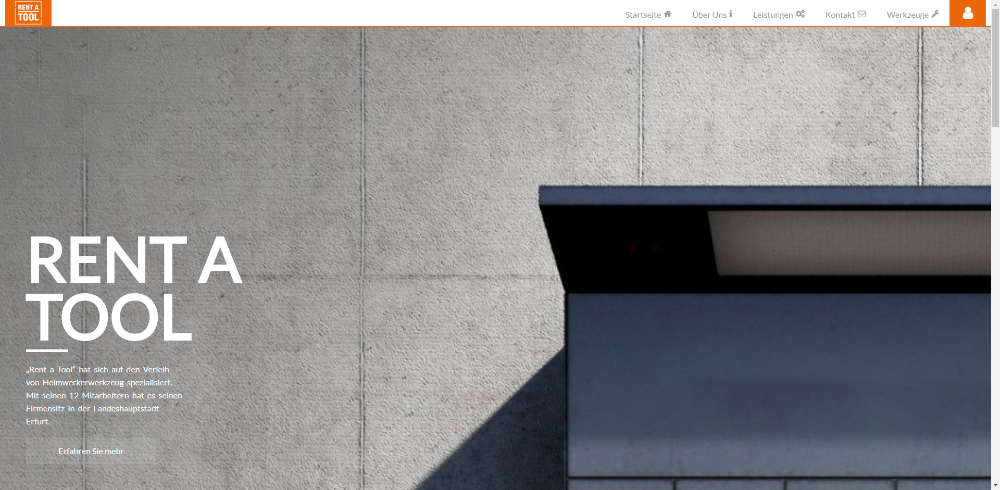 RENT A
TOOL
Startseite
Über Uns
Leistungen
Kontakt
Werkzeuge
RENT A
TOOL
„Rent a Tool“ hat sich auf den Verleih
von Heimwerkerwerkzeug spezialisiert.
Mit seinen 12 Mitarbeitern hat es seinen
Firmensitz in der Landeshauptstadt
Erfurt.
Erfahren Sie mehr